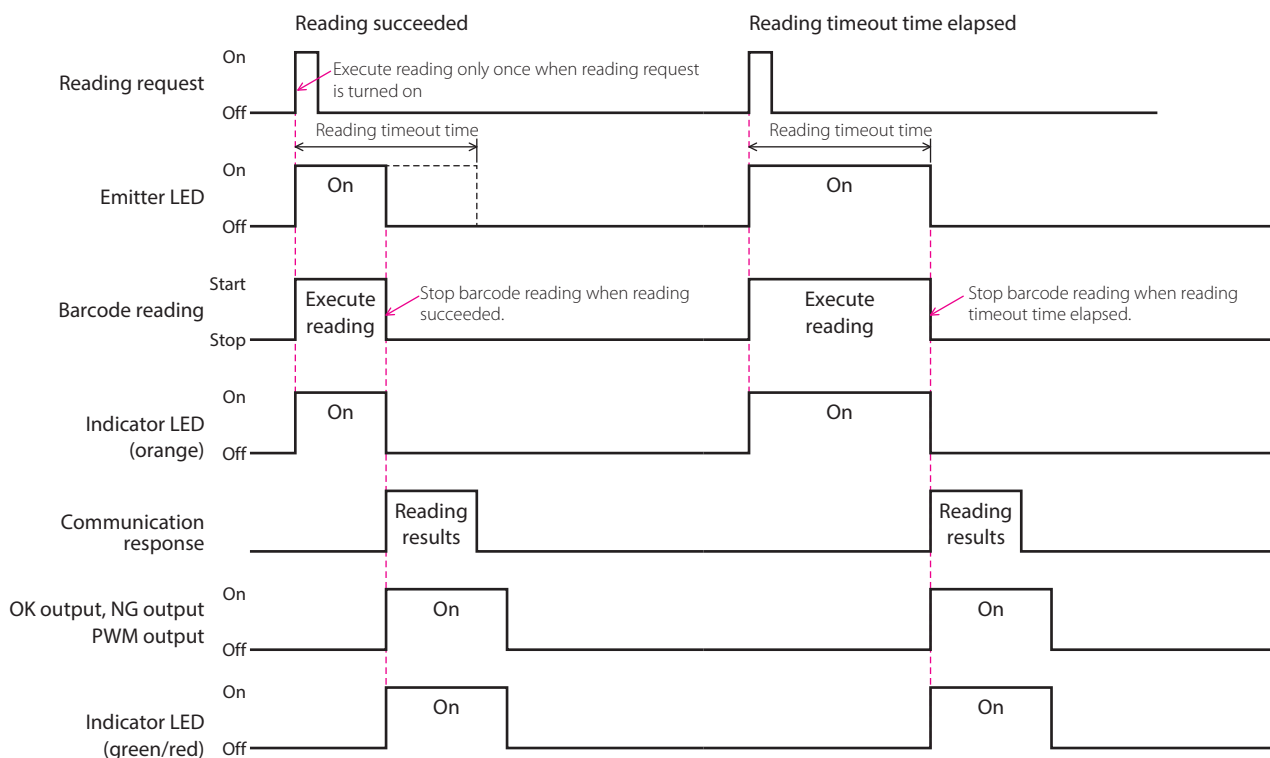 Reading succeeded
Reading timeout time elapsed
Reading request
On
Off
Execute reading only once when reading request
is turned on
Reading timeout time
Reading timeout time
Emitter LED
On
Off
On
On
Barcode reading
Start
Stop
Execute
reading
Stop barcode reading when reading
succeeded.
Execute
reading
Stop barcode reading when reading
timeout time elapsed.
Indicator LED
(orange)
On
Off
On
On
Communication
response
Reading
results
Reading
results
OK output, NG output
PWM output
On
Off
On
On
Indicator LED
(green/red)
On
Off
On
On